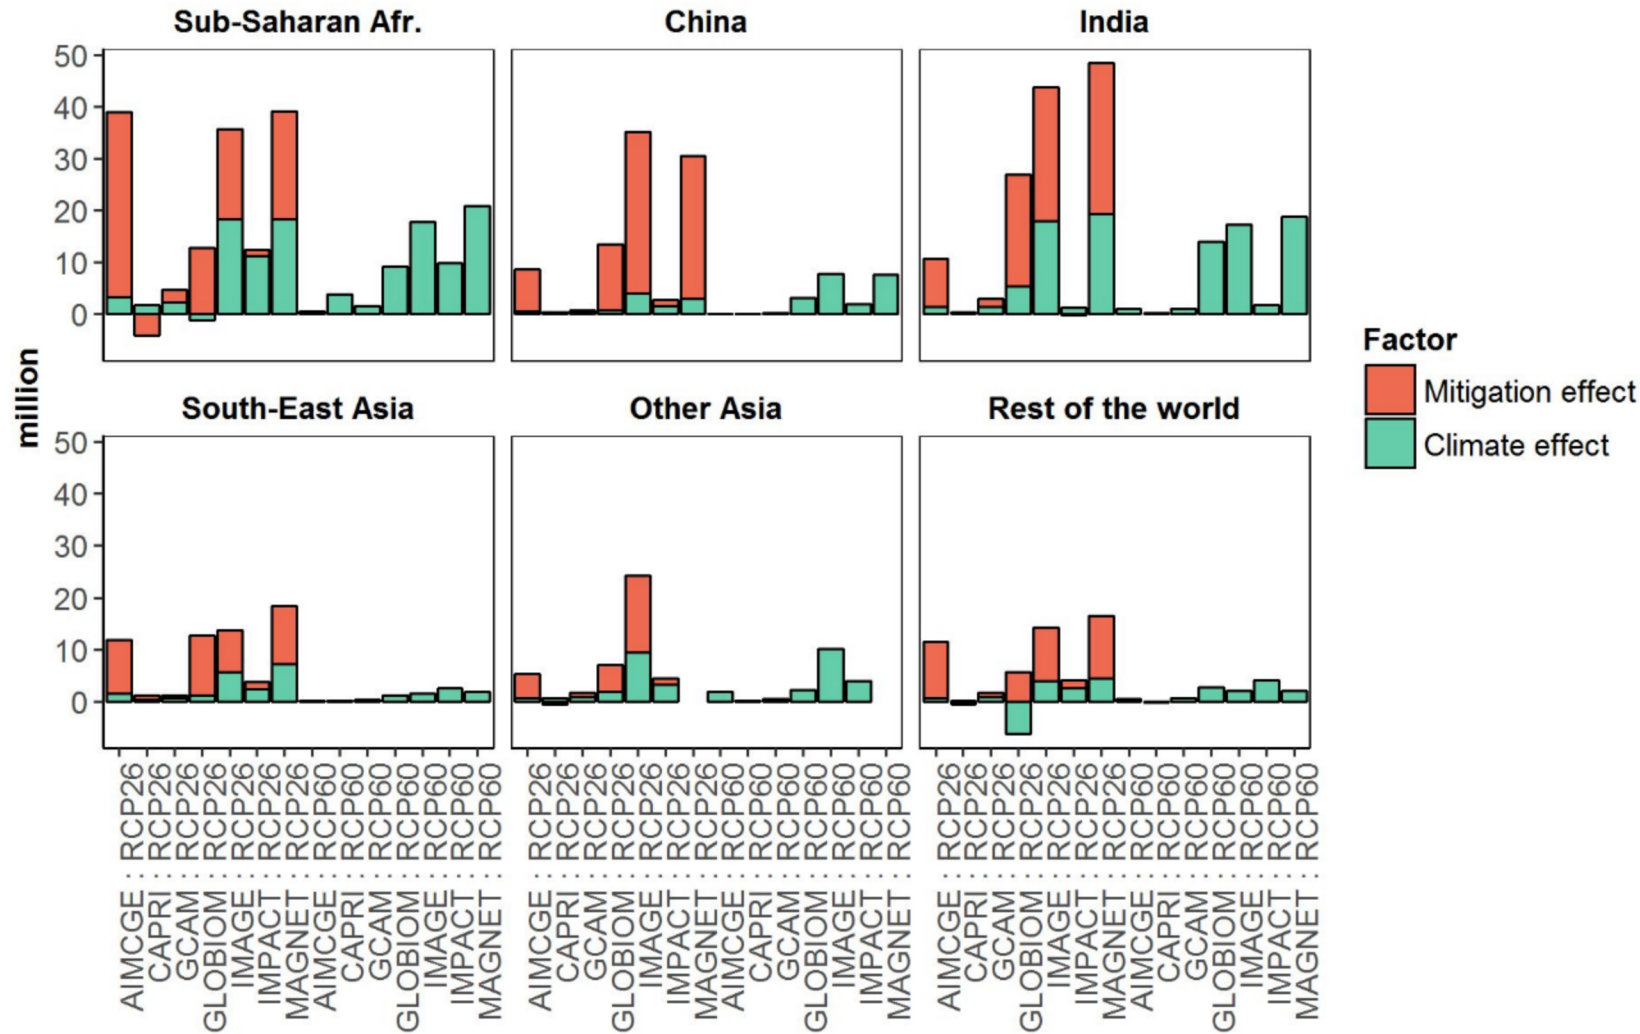 Sub-Saharan Afr.
China
India
50
40
30
20
10
0
million
Factor
Mitigation effect
Climate effect
South-East Asia
Other Asia
Rest of the world
50
40
30
20
10
0
AIMCGE : RCP26
CAPRI : RCP26
GCAM : RCP26
GLOBIOM : RCP26
IMAGE : RCP26
IMPACT : RCP26
MAGNET : RCP26
AIMCGE : RCP60
CAPRI : RCP60
GCAM : RCP60
GLOBIOM : RCP60
IMAGE : RCP60
IMPACT : RCP60
MAGNET : RCP60
AIMCGE : RCP26
CAPRI : RCP26
GCAM : RCP26
GLOBIOM : RCP26
IMAGE : RCP26
IMPACT : RCP26
MAGNET : RCP26
AIMCGE : RCP60
CAPRI : RCP60
GCAM : RCP60
GLOBIOM : RCP60
IMAGE : RCP60
IMPACT : RCP60
MAGNET : RCP60
AIMCGE : RCP26
CAPRI : RCP26
GCAM : RCP26
GLOBIOM : RCP26
IMAGE : RCP26
IMPACT : RCP26
MAGNET : RCP26
AIMCGE : RCP60
CAPRI : RCP60
GCAM : RCP60
GLOBIOM : RCP60
IMAGE : RCP60
IMPACT : RCP60
MAGNET : RCP60